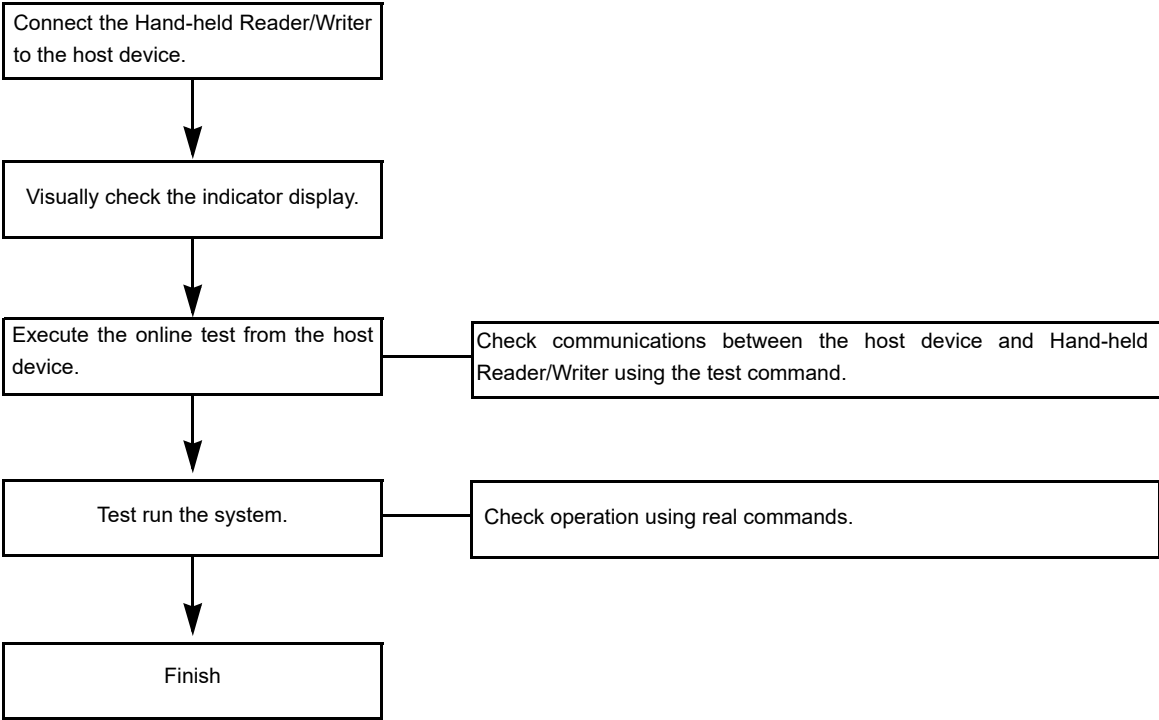 Connect the Hand-held Reader/Writer
to the host device.
Visually check the indicator display.
Execute the online test from the host
device.
Check communications between the host device and Hand-held
Reader/Writer using the test command.
Test run the system.
Check operation using real commands.
Finish